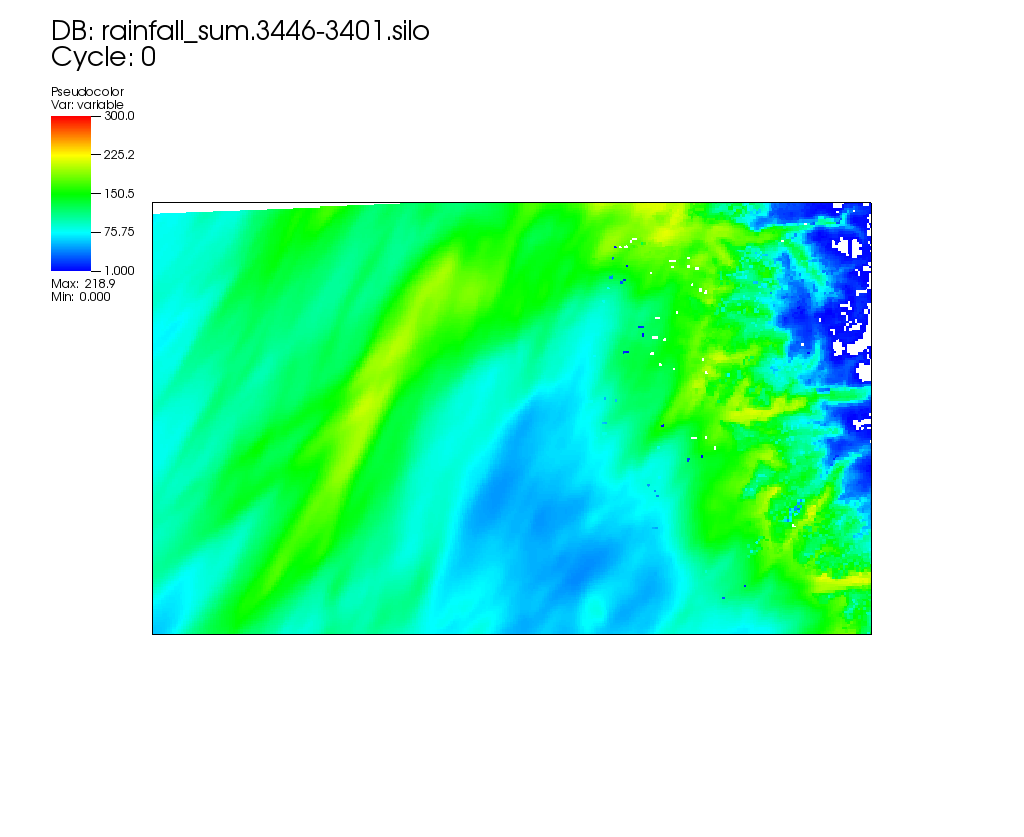 DB: rainfall_sum.3446-3401.silo
Cycle: 0
Pseudocolor
Var: variable
300.0
225.2
150.5
75.75
1.000
Max: 218.9
Min: 0.000